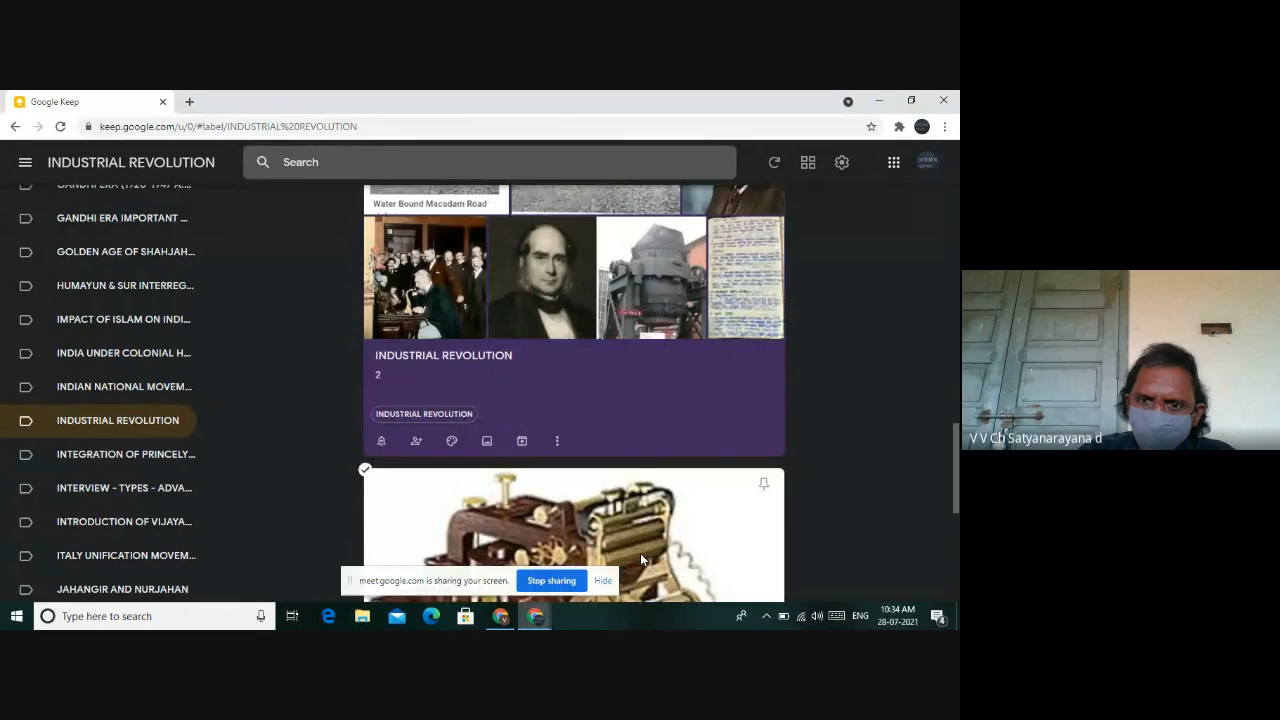 Google Keep
keep.google.com/u/0/#label/INDUSTRIAL%20REVOLUTION
INDUSTRIAL REVOLUTION
Search
GANDHI ERA IMPORTANT ...
GOLDEN AGE OF SHAHJAH...
HUMAYUN & SUR INTERREG...
IMPACT OF ISLAM ON INDI...
INDIA UNDER COLONIAL H...
INDIAN NATIONAL MOVEM...
INDUSTRIAL REVOLUTION
INTEGRATION OF PRINCELY...
INTERVIEW - TYPES - ADVA...
INTRODUCTION OF VIJAYA...
ITALY UNIFICATION MOVEM...
JAHANGIR AND NURJAHAN
Water Bound Macadam Road
INDUSTRIAL REVOLUTION
2
INDUSTRIAL REVOLUTION
meet.google.com is sharing your screen.
Stop sharing
Hide
V V Ch Satyanarayana d
Type here to search
ENG
10:34 AM
28-07-2021
4